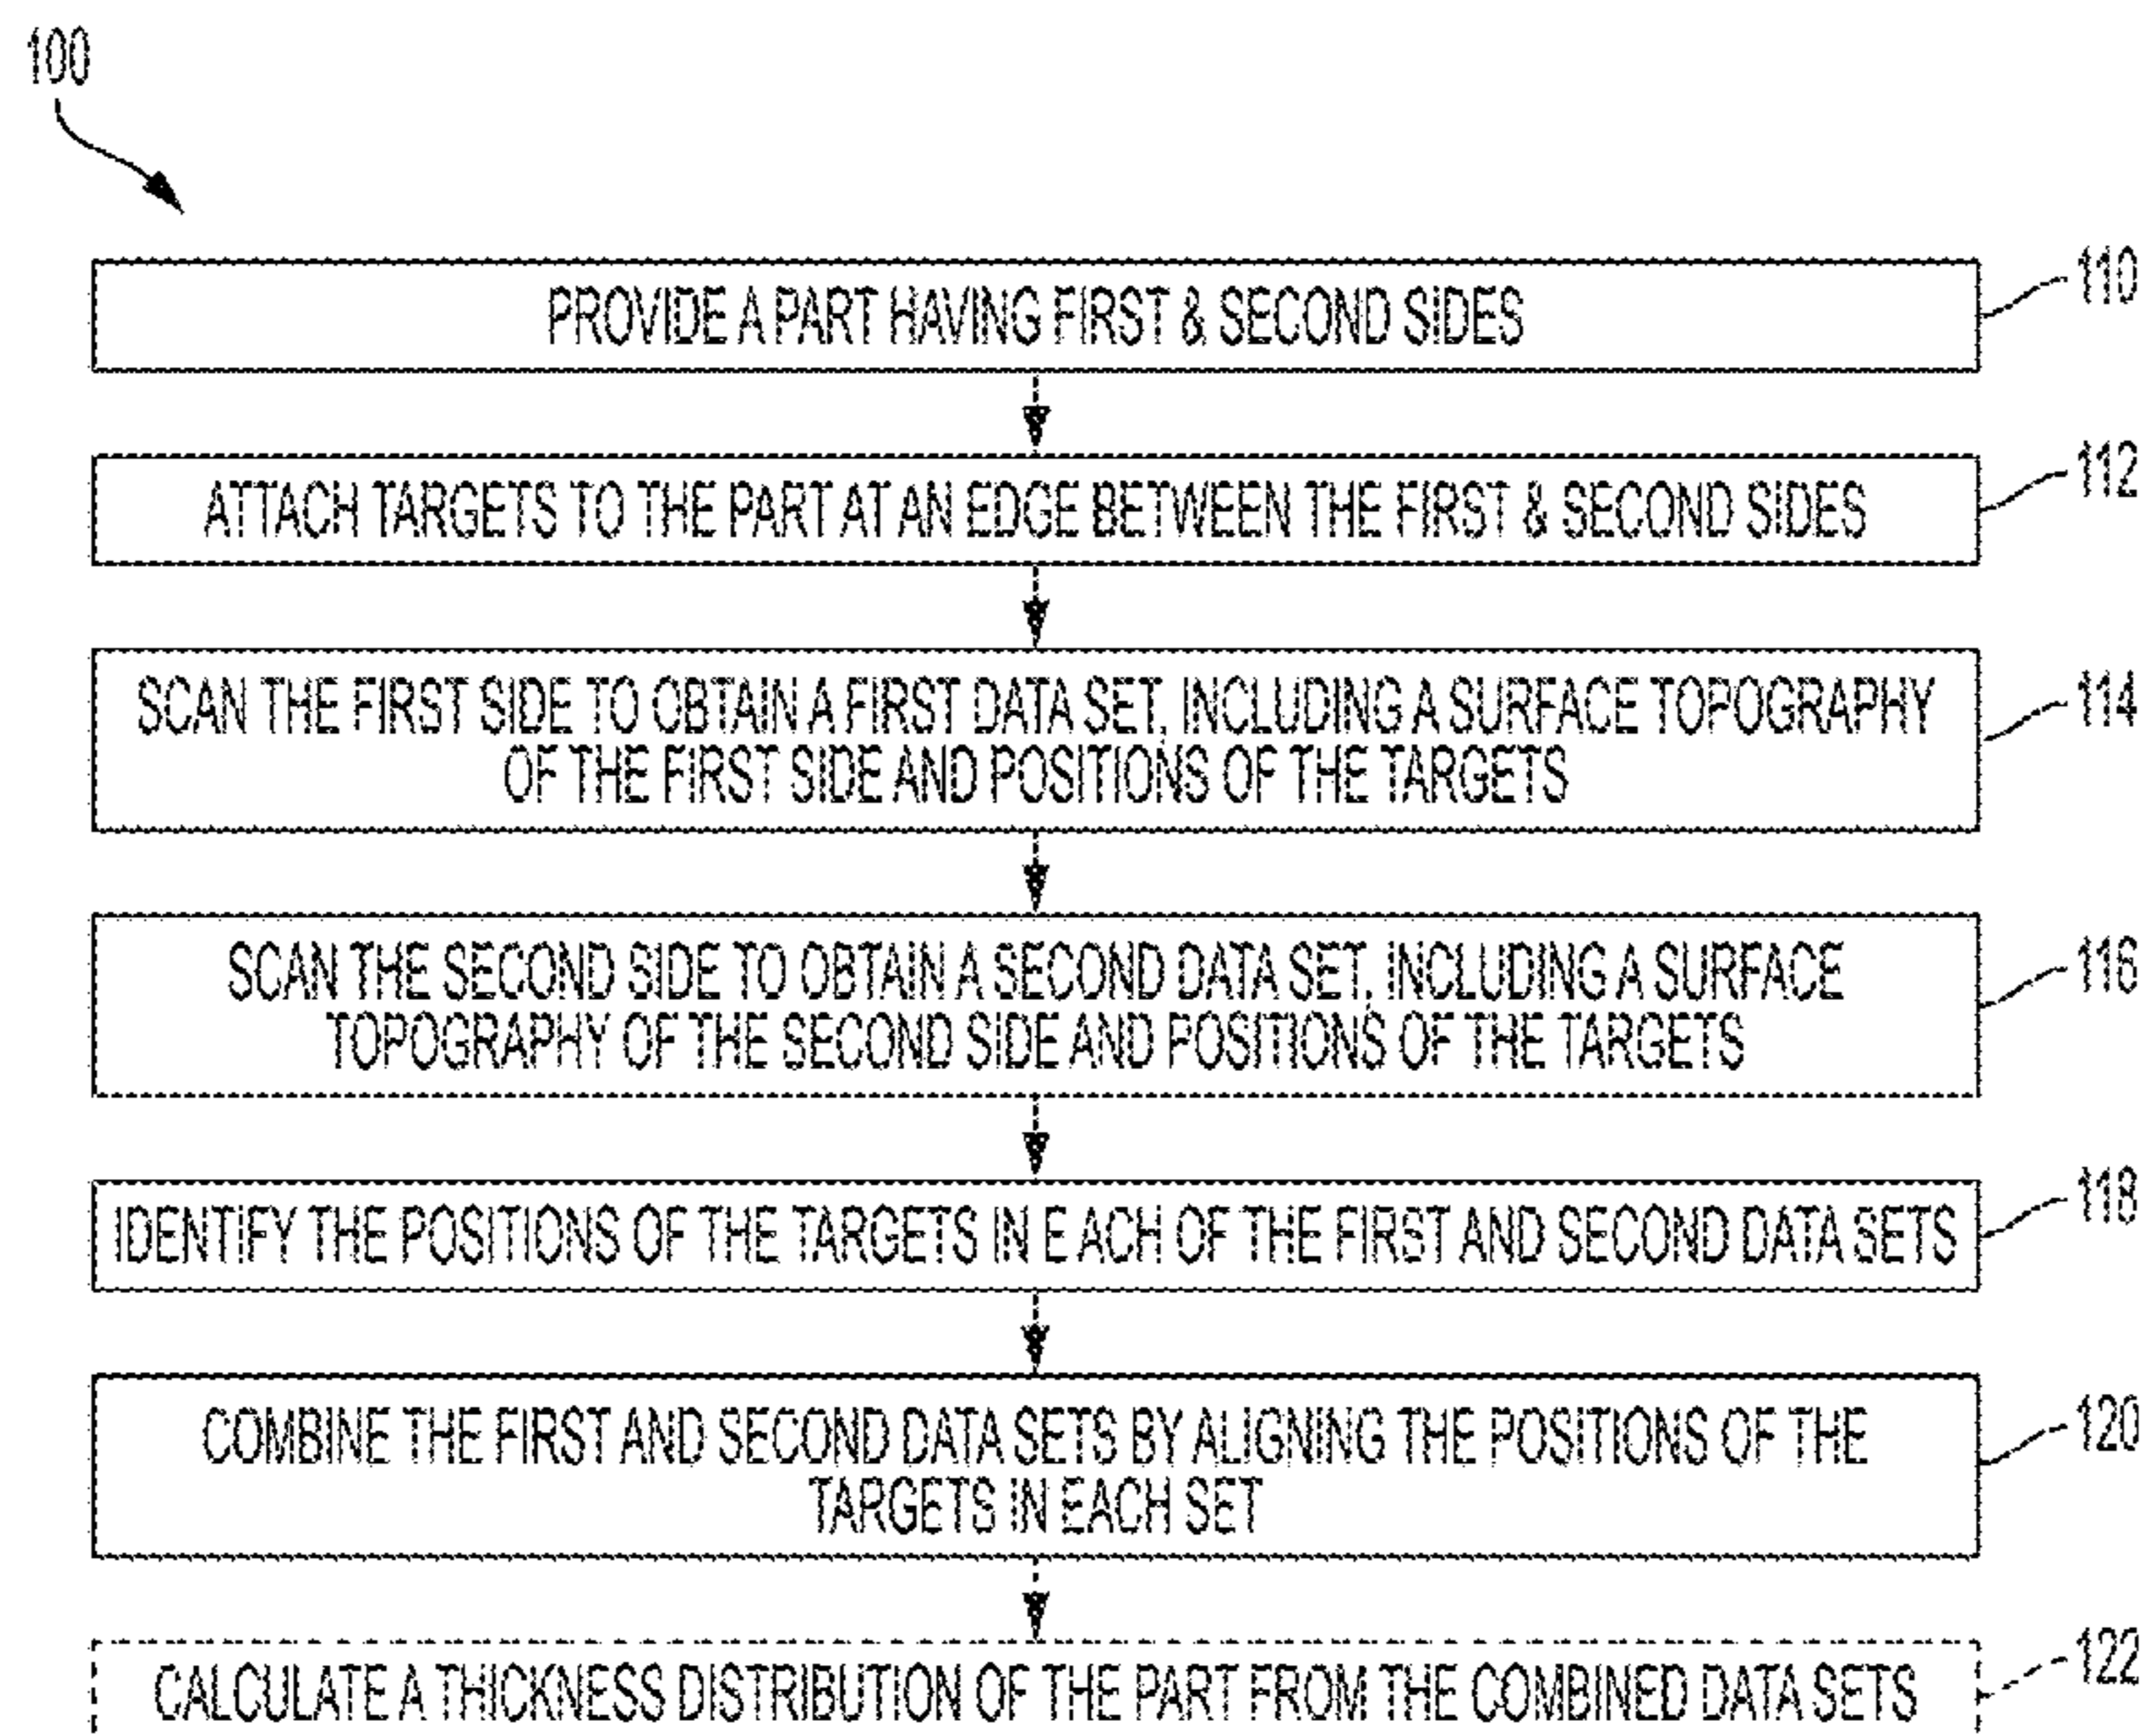 100
PROVIDE A PART HAVING FIRST & SECOND SIDES
110
ATTACH TARGETS TO THE PART AT AN EDGE BETWEEN THE FIRST & SECOND SIDES
112
SCAN THE FIRST SIDE TO OBTAIN A FIRST DATA SET, INCLUDING A SURFACE TOPOGRAPHY
OF THE FIRST SIDE AND POSITIONS OF THE TARGETS
114
SCAN THE SECOND SIDE TO OBTAIN A SECOND DATA SET, INCLUDING A SURFACE
TOPOGRAPHY OF THE SECOND SIDE AND POSITIONS OF THE TARGETS
116
IDENTIFY THE POSITIONS OF THE TARGETS IN E ACH OF THE FIRST AND SECOND DATA SETS
118
COMBINE THE FIRST AND SECOND DATA SETS BY ALIGNING THE POSITIONS OF THE
TARGETS IN EACH SET
120
CALCULATE A THICKNESS DISTRIBUTION OF THE PART FROM THE COMBINED DATA SETS
122